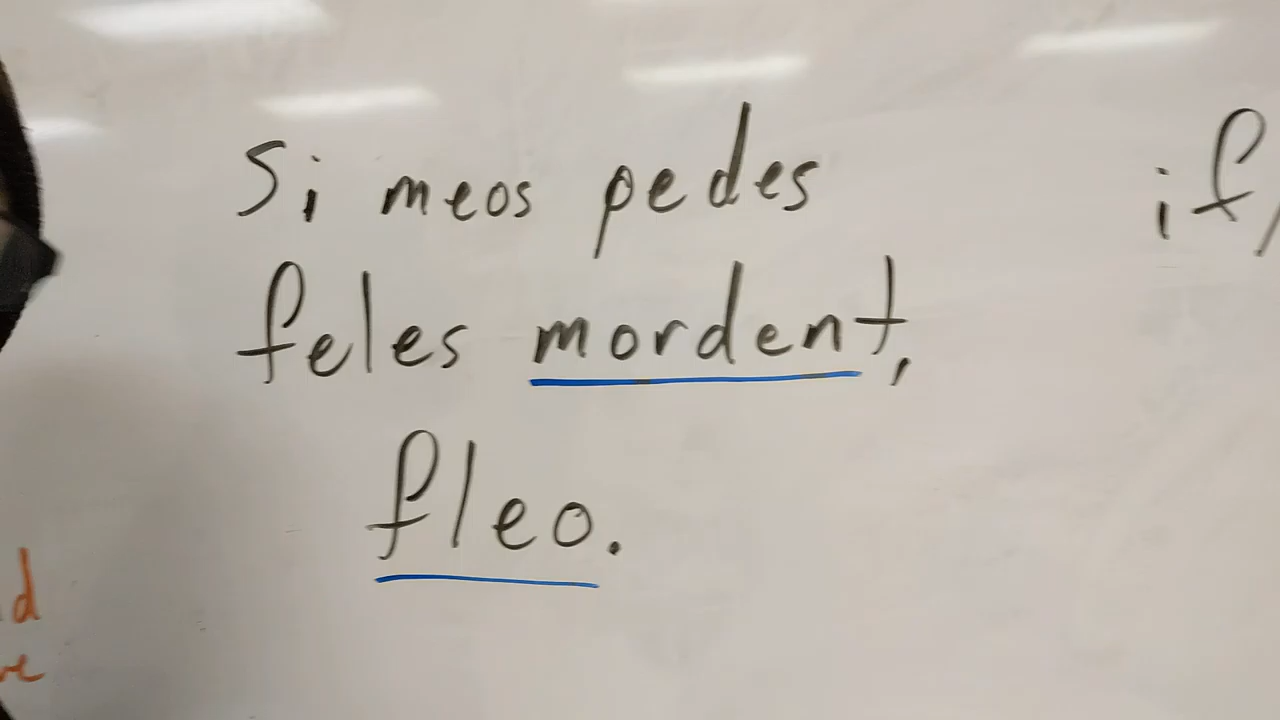 Si meos pedes
feles mordent,
fleo.
if